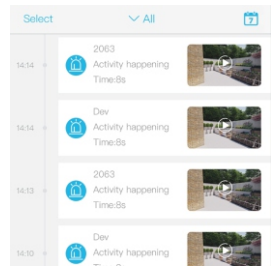 Select
All
7
14:14
2063
Activity happening
Time:8s
14:14
Dev
Activity happening
Time:8s
14:13
2063
Activity happening
Time:8s
14:10
Dev
Activity happening